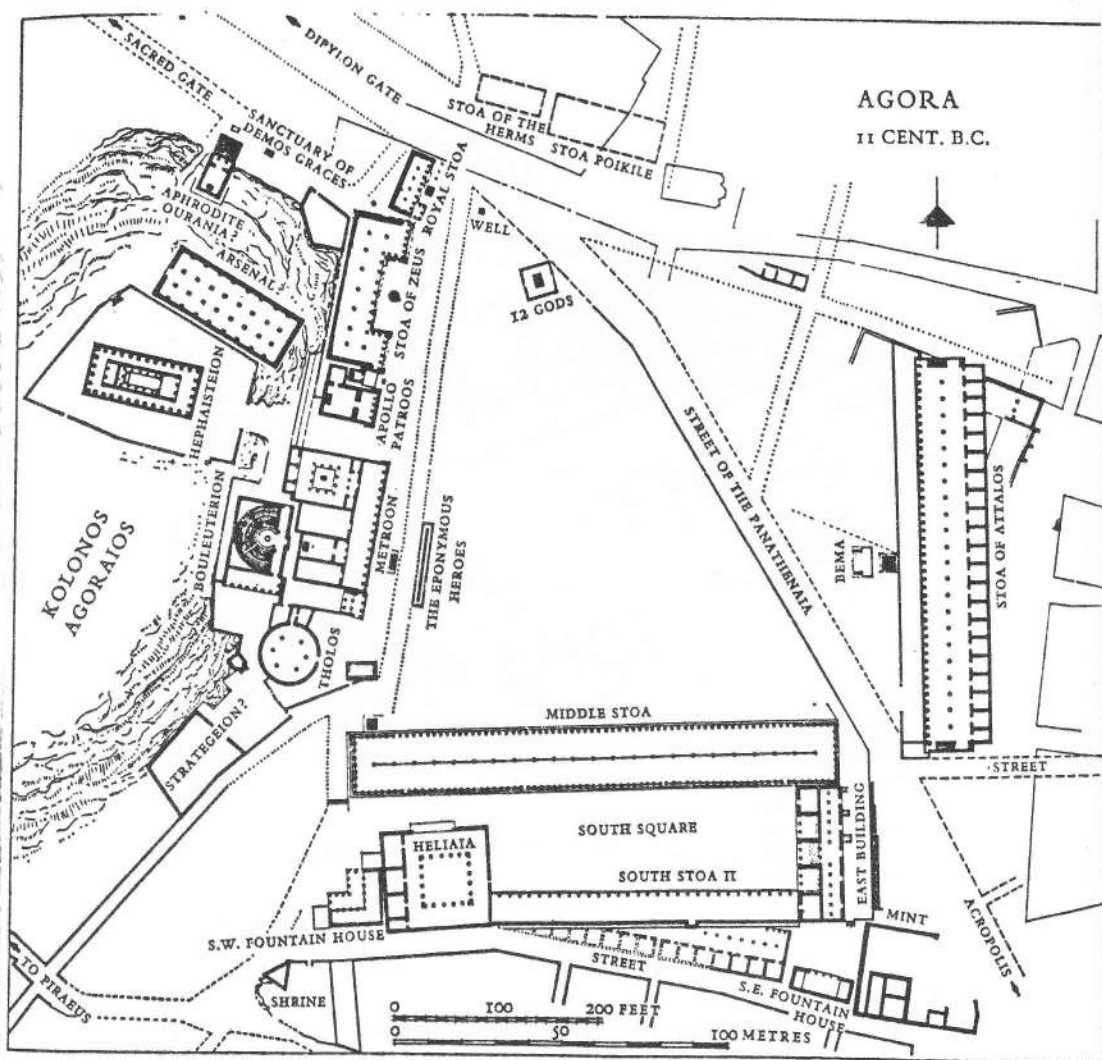 SACRED GATE
DIPYLON GATE
SANCTUARY OF
DEMOS GRACES
STOA OF THE
HERMS
STOA POIKILE
AGORA
II CENT. B.C.
APHRODITE
OURANIA?
ARSENAL
ROYAL STOA
STOA OF ZEUS
WELL
12 GODS
HEPHAISTEION
APOLLO
PATROOS
STREET OF THE PANATHENAIA
KOLONOS
AGORAIOS
BOULEUTERION
METROON
THE EPONYMOUS
HEROES
BEMA
STOA OF ATTALOS
THOLOS
STRATEGEION?
MIDDLE STOA
STREET
SOUTH SQUARE
HELIAIA
SOUTH STOA II
EAST BUILDING
MINT
ACROPOLIS
S.W. FOUNTAIN HOUSE
TO PIRAEUS
SHRINE
STREET
S.E. FOUNTAIN
HOUSE
0 100 200 FEET
0 50 100 METRES